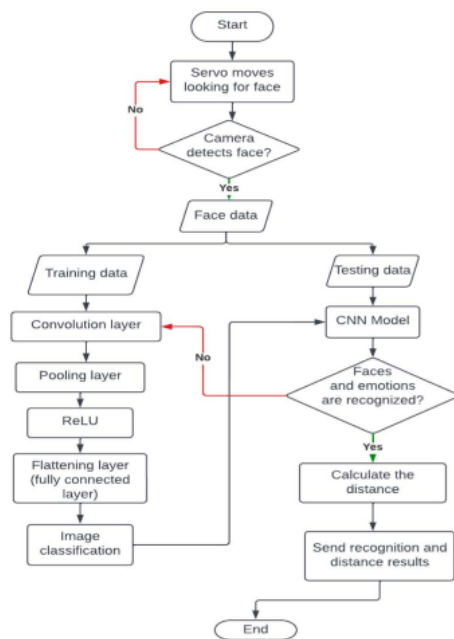 Start
Servo moves
looking for face
No
Camera
detects face?
Yes
Face data
Training data
Testing data
Convolution layer
CNN Model
No
Pooling layer
Faces
and emotions
are recognized?
ReLU
Yes
Flattening layer
(fully connected
layer)
Calculate the
distance
Image
classification
Send recognition and
distance results
End